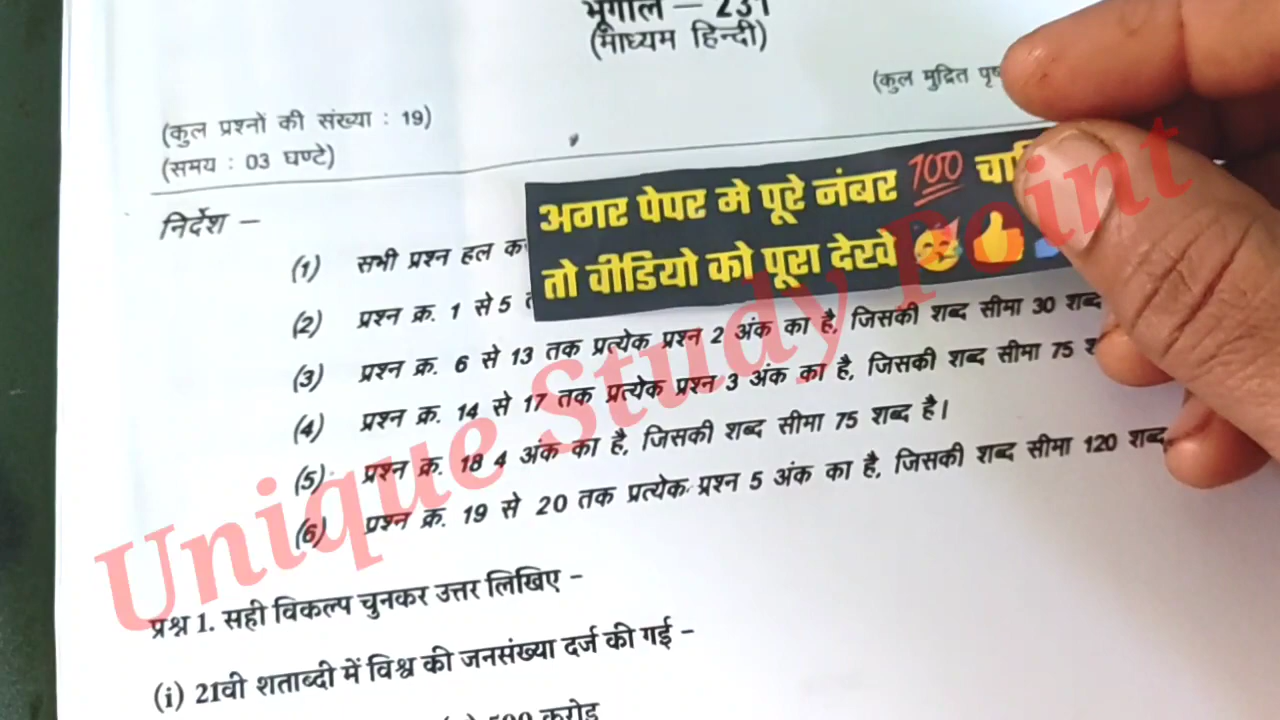 भूगोल – 231
(माध्यम हिन्दी)
(कुल मुद्रित
(कुल प्रश्नों की संख्या : 19)
(समय : 03 घण्टे)
निर्देश –
अगर पेपर मे पूरे नंबर 💯
तो वीडियो को पूरा देखे
(1) सभी प्रश्न हल
(2) प्रश्न क्र. 1 से 5
(3) प्रश्न क्र. 6 से 13 तक प्रत्येक प्रश्न 2 अंक का है, जिसकी शब्द सीमा 30 शब्द
(4) प्रश्न क्र. 14 से 17 तक प्रत्येक प्रश्न 3 अंक का है, जिसकी शब्द सीमा 75
(5) प्रश्न क्र. 18 4 अंक का है, जिसकी शब्द सीमा 75 शब्द है।
(6) प्रश्न क्र. 19 से 20 तक प्रत्येक प्रश्न 5 अंक का है, जिसकी शब्द सीमा 120 शब्द
प्रश्न 1. सही विकल्प चुनकर उत्तर लिखिए –
(i) 21वी शताब्दी में विश्व की जनसंख्या दर्ज की गई –
करोड़
Unique Study Point